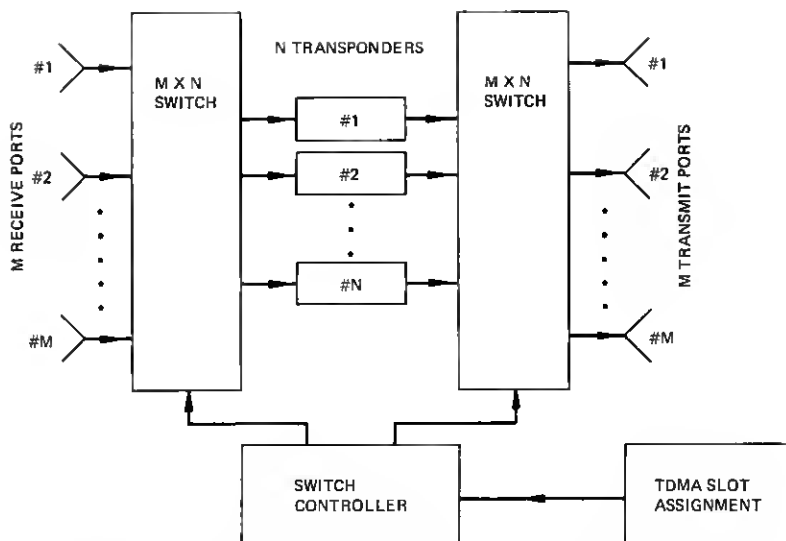 N TRANSPONDERS
M X N
SWITCH
M X N
SWITCH
M RECEIVE PORTS
#1
#2
#M
#1
#2
#N
#1
#2
#M
M TRANSMIT PORTS
SWITCH
CONTROLLER
TDMA SLOT
ASSIGNMENT